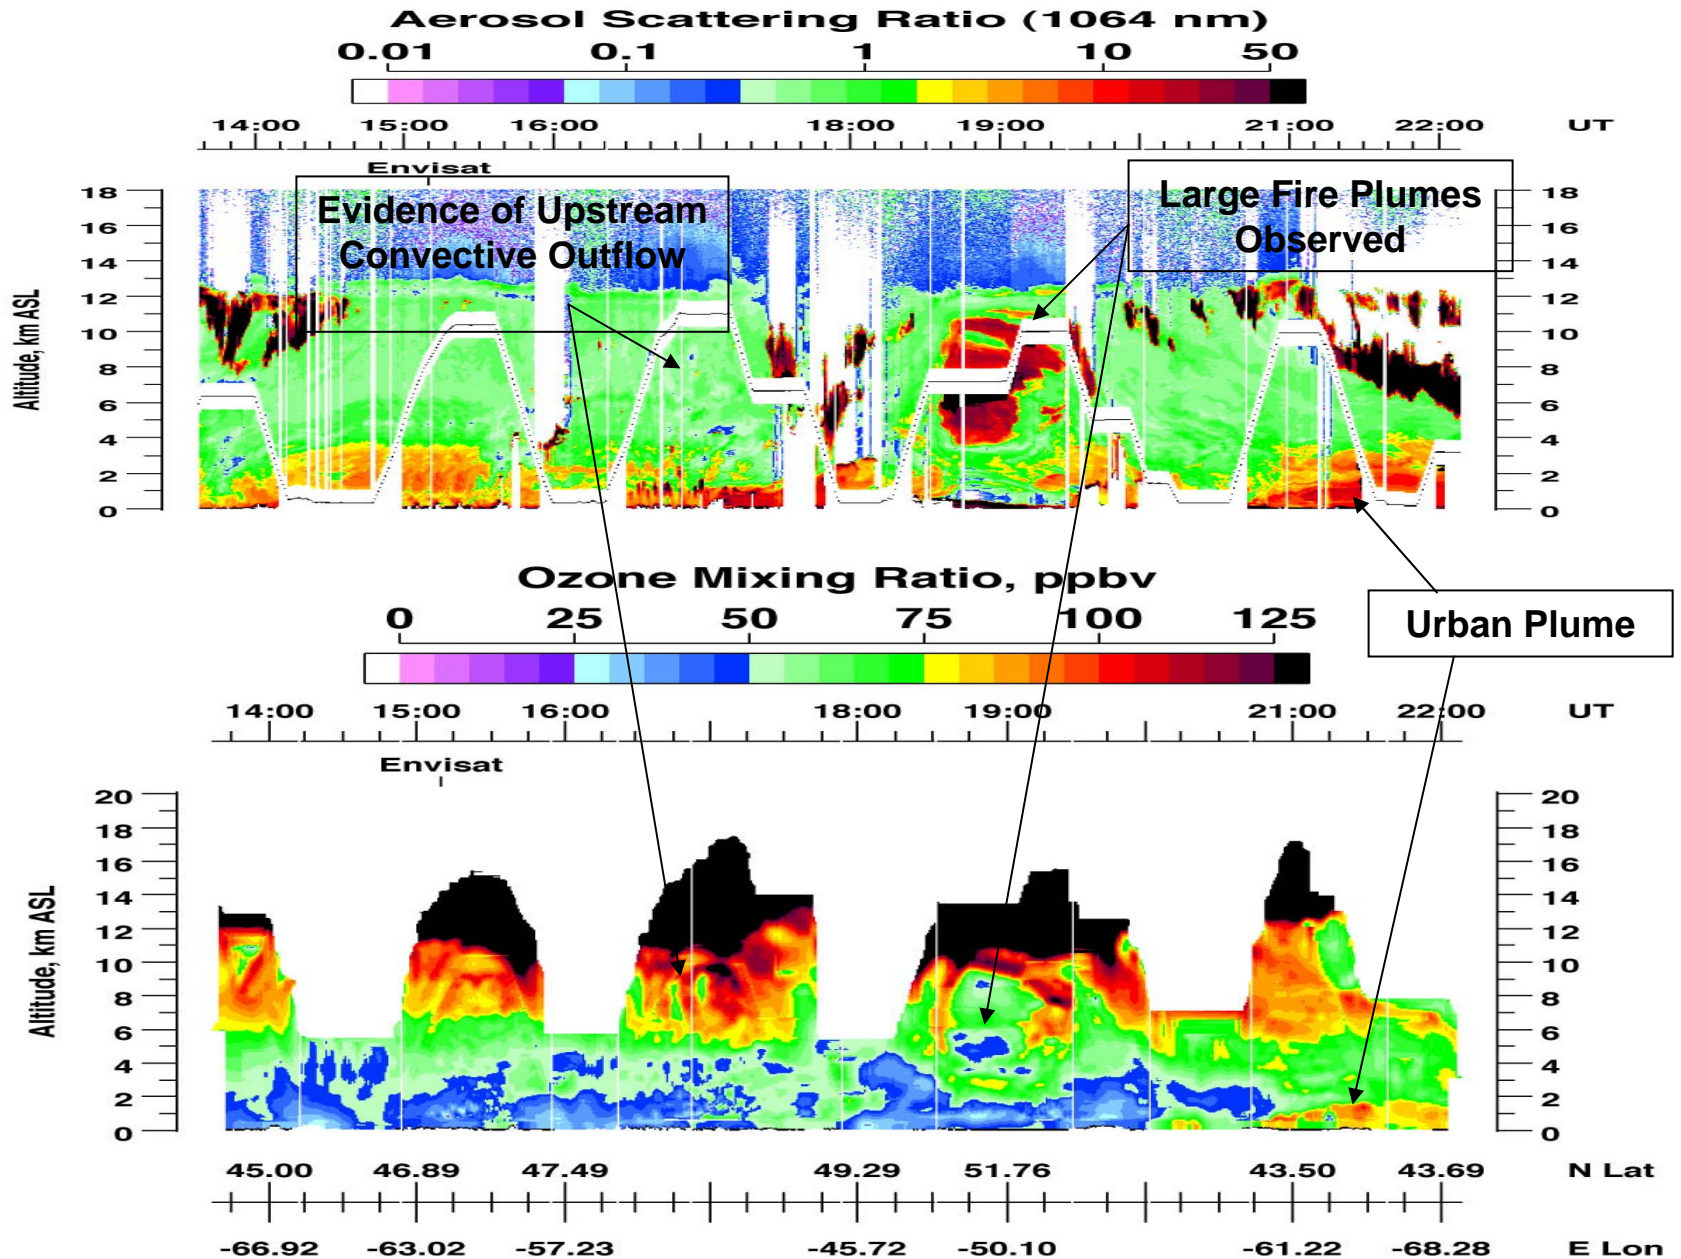 Aerosol Scattering Ratio (1064 nm)
0.01 0.1 1 10 50
14:00 15:00 16:00 18:00 19:00 21:00 22:00 UT
Envisat
Evidence of Upstream
Convective Outflow
Large Fire Plumes
Observed
Altitude, km ASL
18 18
16 16
14 14
12 12
10 10
8 8
6 6
4 4
2 2
0 0
Ozone Mixing Ratio, ppbv
0 25 50 75 100 125
Urban Plume
14:00 15:00 16:00 18:00 19:00 21:00 22:00 UT
Envisat
Altitude, km ASL
20 20
18 18
16 16
14 14
12 12
10 10
8 8
6 6
4 4
2 2
0 0
45.00 46.89 47.49 49.29 51.76 43.50 43.69 N Lat
-66.92 -63.02 -57.23 -45.72 -50.10 -61.22 -68.28 E Lon